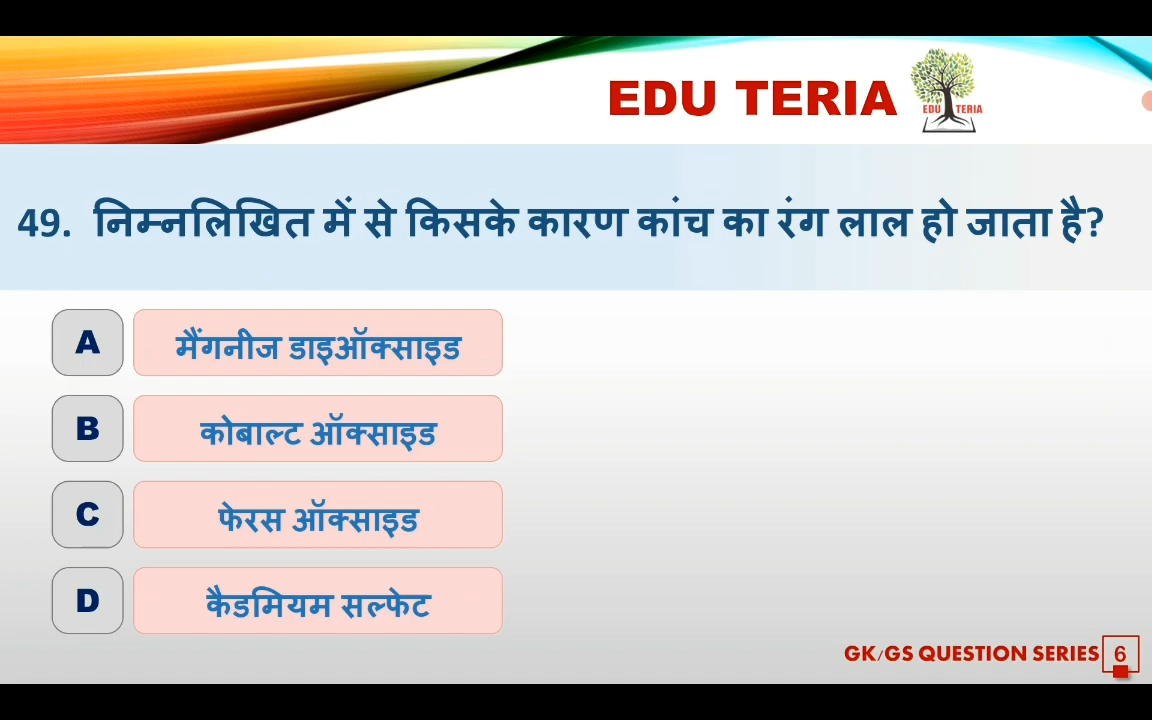 EDU TERIA
EDU TERIA
49. निम्नलिखित में से किसके कारण कांच का रंग लाल हो जाता है?
A मैंगनीज डाइऑक्साइड
B कोबाल्ट ऑक्साइड
C फेरस ऑक्साइड
D कैडमियम सल्फेट
GK/GS QUESTION SERIES 6